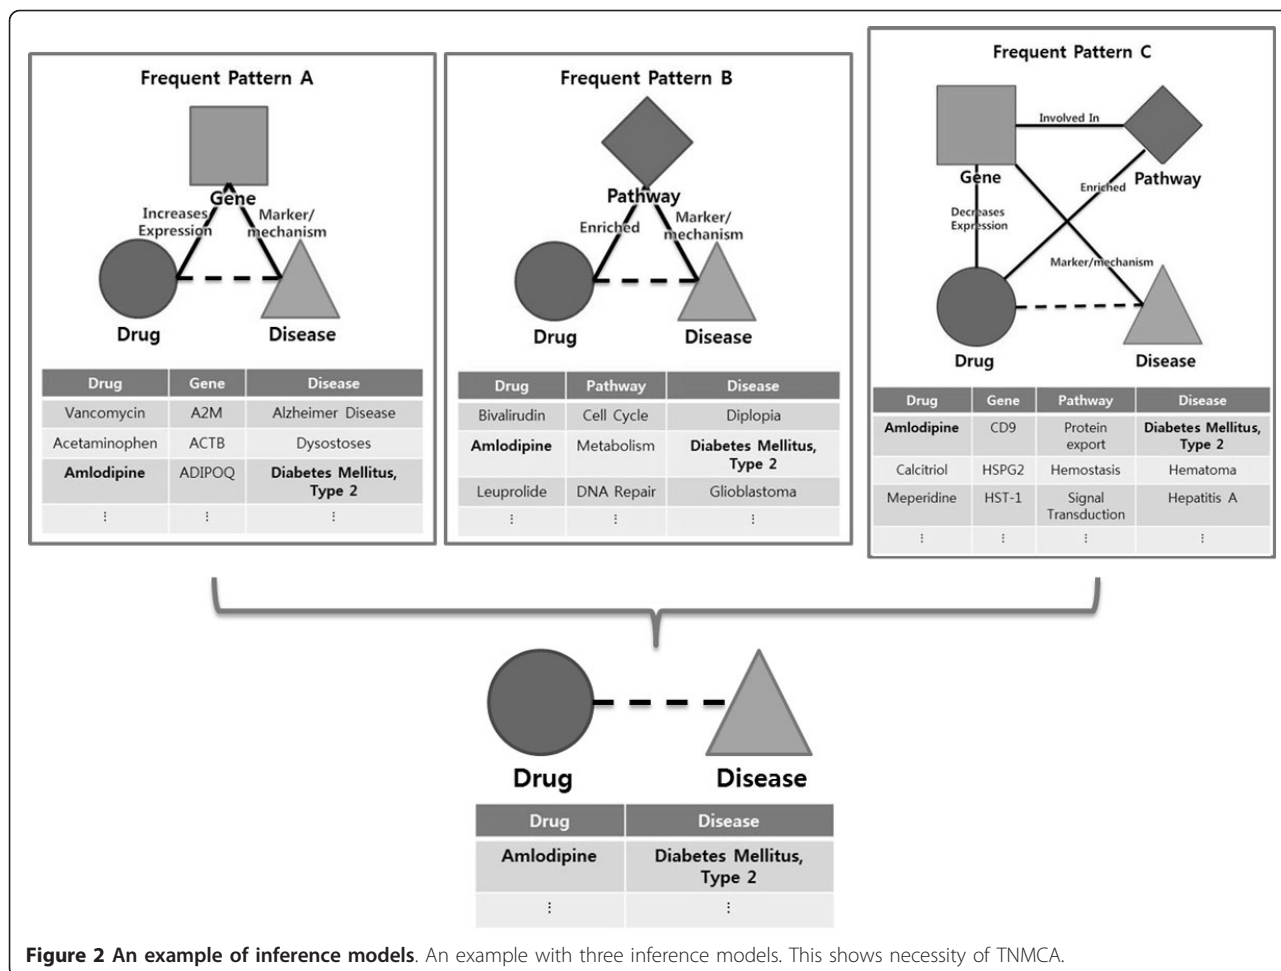 Frequent Pattern A
Gene
Increases
Expression
Marker/
mechanism
Drug
Disease
Drug Gene Disease
Vancomycin A2M Alzheimer Disease
Acetaminophen ACTB Dysostoses
Amlodipine ADIPOQ Diabetes Mellitus,
Type 2
⋮ ⋮ ⋮
Frequent Pattern B
Pathway
Enriched
Marker/
mechanism
Drug
Disease
Drug Pathway Disease
Bivalirudin Cell Cycle Diplopia
Amlodipine Metabolism Diabetes Mellitus,
Type 2
Leuprolide DNA Repair Glioblastoma
⋮ ⋮ ⋮
Frequent Pattern C
Involved In
Gene
Pathway
Enriched
Decreases
Expression
Marker/mechanism
Drug
Disease
Drug Gene Pathway Disease
Amlodipine CD9 Protein
export Diabetes Mellitus,
Type 2
Calcitriol HSPG2 Hemostasis Hematoma
Meperidine HST-1 Signal
Transduction Hepatitis A
⋮ ⋮ ⋮ ⋮
Drug
Disease
Drug Disease
Amlodipine Diabetes Mellitus,
Type 2
⋮ ⋮
Figure 2 An example of inference models. An example with three inference models. This shows necessity of TNMCA.